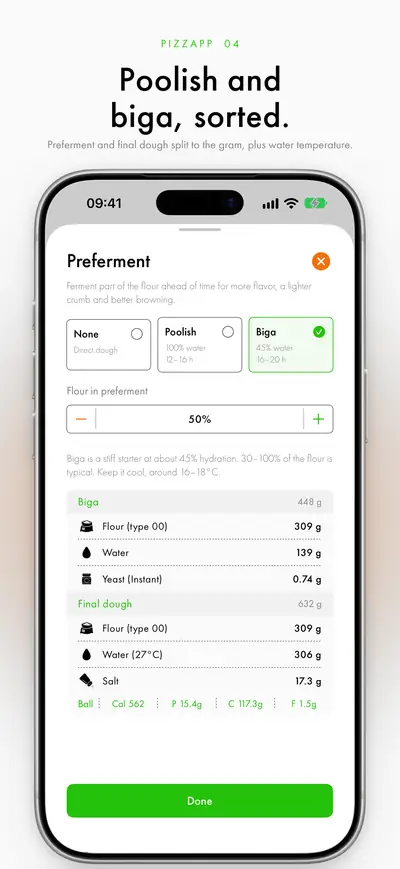 PIZZAPP 04
Poolish and
biga, sorted.
Preferment and final dough split to the gram, plus water temperature.
09:41
Preferment
Ferment part of the flour ahead of time for more flavor, a lighter
crumb and better browning.
None
Direct dough
Poolish
100% water
12–16 h
Biga
45% water
16–20 h
Flour in preferment
50%
Biga is a stiff starter at about 45% hydration. 30–100% of the flour is
typical. Keep it cool, around 16–18°C.
Biga 448 g
Flour (type 00) 309 g
Water 139 g
Yeast (Instant) 0.74 g
Final dough 632 g
Flour (type 00) 309 g
Water (27°C) 306 g
Salt 17.3 g
Ball Cal 562 P 15.4g C 117.3g F 1.5g
Done